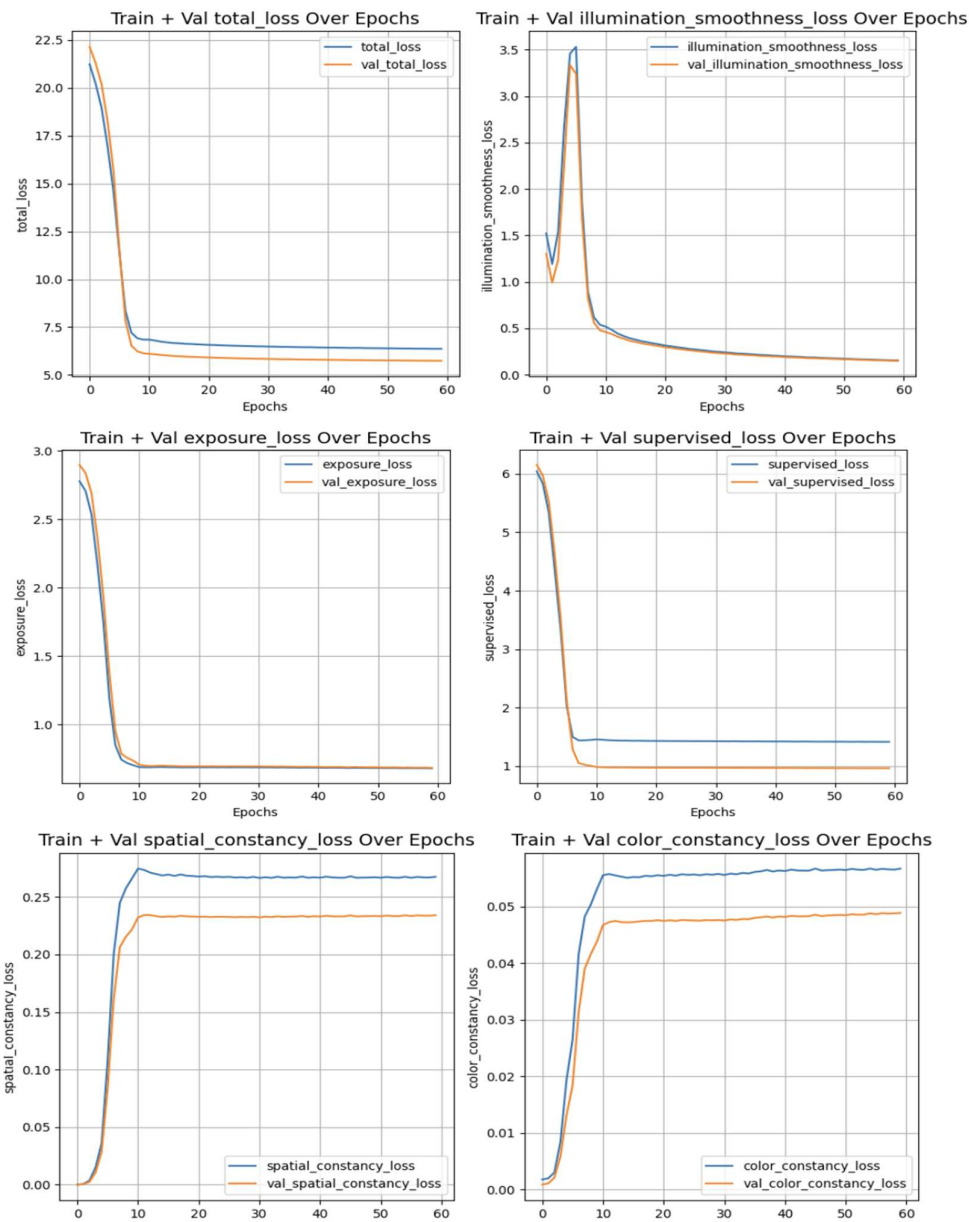 Train + Val total_loss Over Epochs
22.5
20.0
17.5
15.0
12.5
10.0
7.5
5.0
total_loss
total_loss
val_total_loss
0 10 20 30 40 50 60
Epochs
Train + Val illumination_smoothness_loss Over Epochs
3.5
3.0
2.5
2.0
1.5
1.0
0.5
0.0
illumination_smoothness_loss
illumination_smoothness_loss
val_illumination_smoothness_loss
0 10 20 30 40 50 60
Epochs
Train + Val exposure_loss Over Epochs
3.0
2.5
2.0
1.5
1.0
exposure_loss
exposure_loss
val_exposure_loss
0 10 20 30 40 50 60
Epochs
Train + Val supervised_loss Over Epochs
6
5
4
3
2
1
supervised_loss
supervised_loss
val_supervised_loss
0 10 20 30 40 50 60
Epochs
Train + Val spatial_constancy_loss Over Epochs
0.25
0.20
0.15
0.10
0.05
0.00
spatial_constancy_loss
spatial_constancy_loss
val_spatial_constancy_loss
0 10 20 30 40 50 60
Train + Val color_constancy_loss Over Epochs
0.05
0.04
0.03
0.02
0.01
0.00
color_constancy_loss
color_constancy_loss
val_color_constancy_loss
0 10 20 30 40 50 60